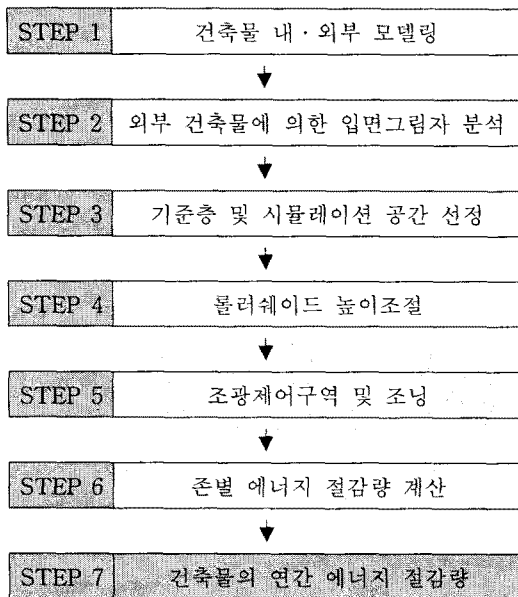 STEP 1 건축물 내·외부 모델링
STEP 2 외부 건축물에 의한 입면그림자 분석
STEP 3 기준층 및 시뮬레이션 공간 선정
STEP 4 롤러쉐이드 높이조절
STEP 5 조광제어구역 및 조닝
STEP 6 존별 에너지 절감량 계산
STEP 7 건축물의 연간 에너지 절감량